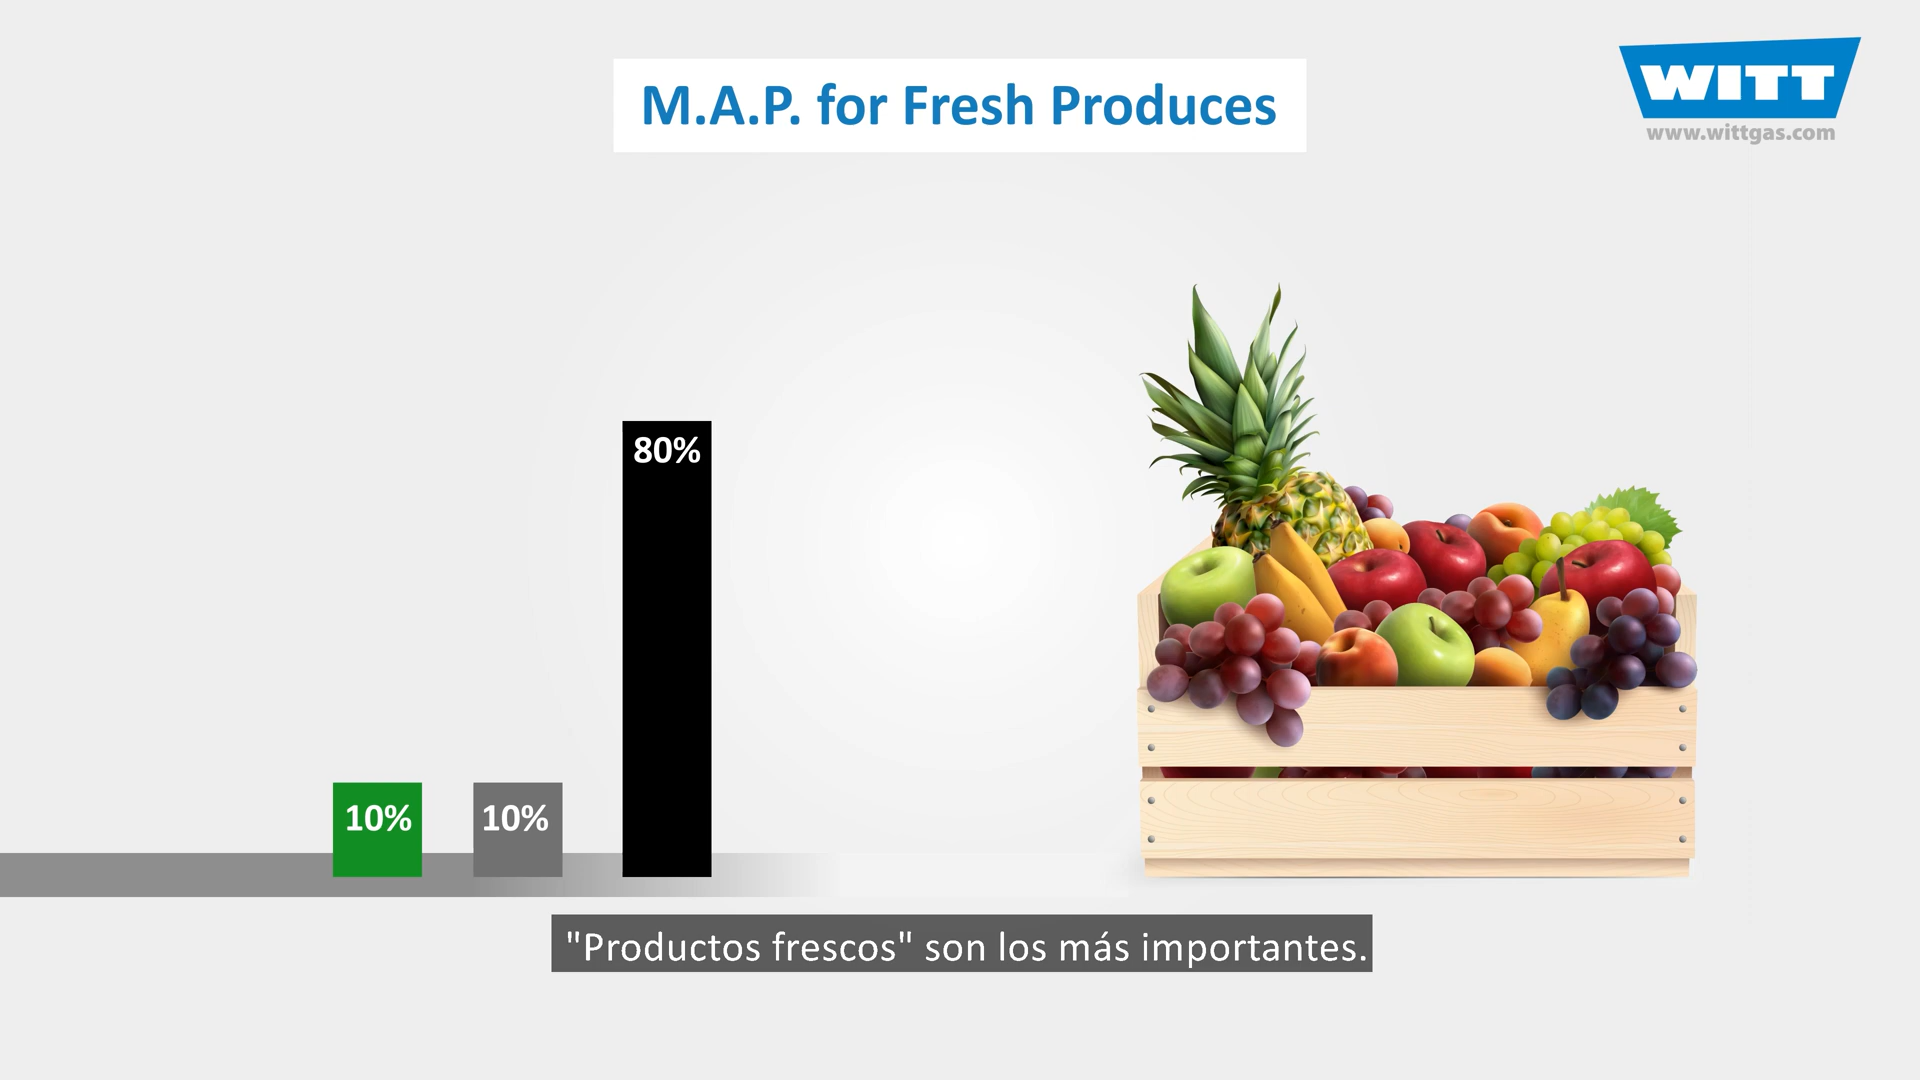 M.A.P. for Fresh Produces
WITT
www.wittgas.com
80%
10%
10%
"Productos frescos" son los más importantes.